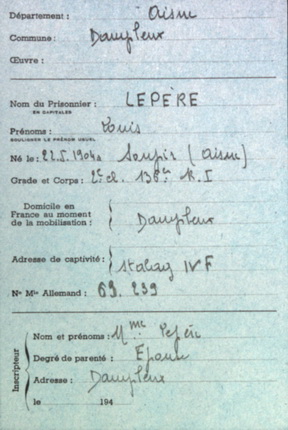 Département : Aisne
Commune : Dampleux
Œuvre :
Nom du Prisonnier : LEPÈRE
EN CAPITALES
Prénoms : Louis
SOULIGNER LE PRÉNOM USUEL
Né le : 22.5.1904 à Soupir (Aisne)
Grade et Corps : 2e cl. R.I
Domicile en
France au moment
de la mobilisation : Dampleux
Adresse de captivité : Stalag IV F
No Mle Allemand : 69.239
Nom et prénoms : Mme Lepère
Degré de parenté : Epouse
Adresse : Dampleux
Inscripteur
le 194